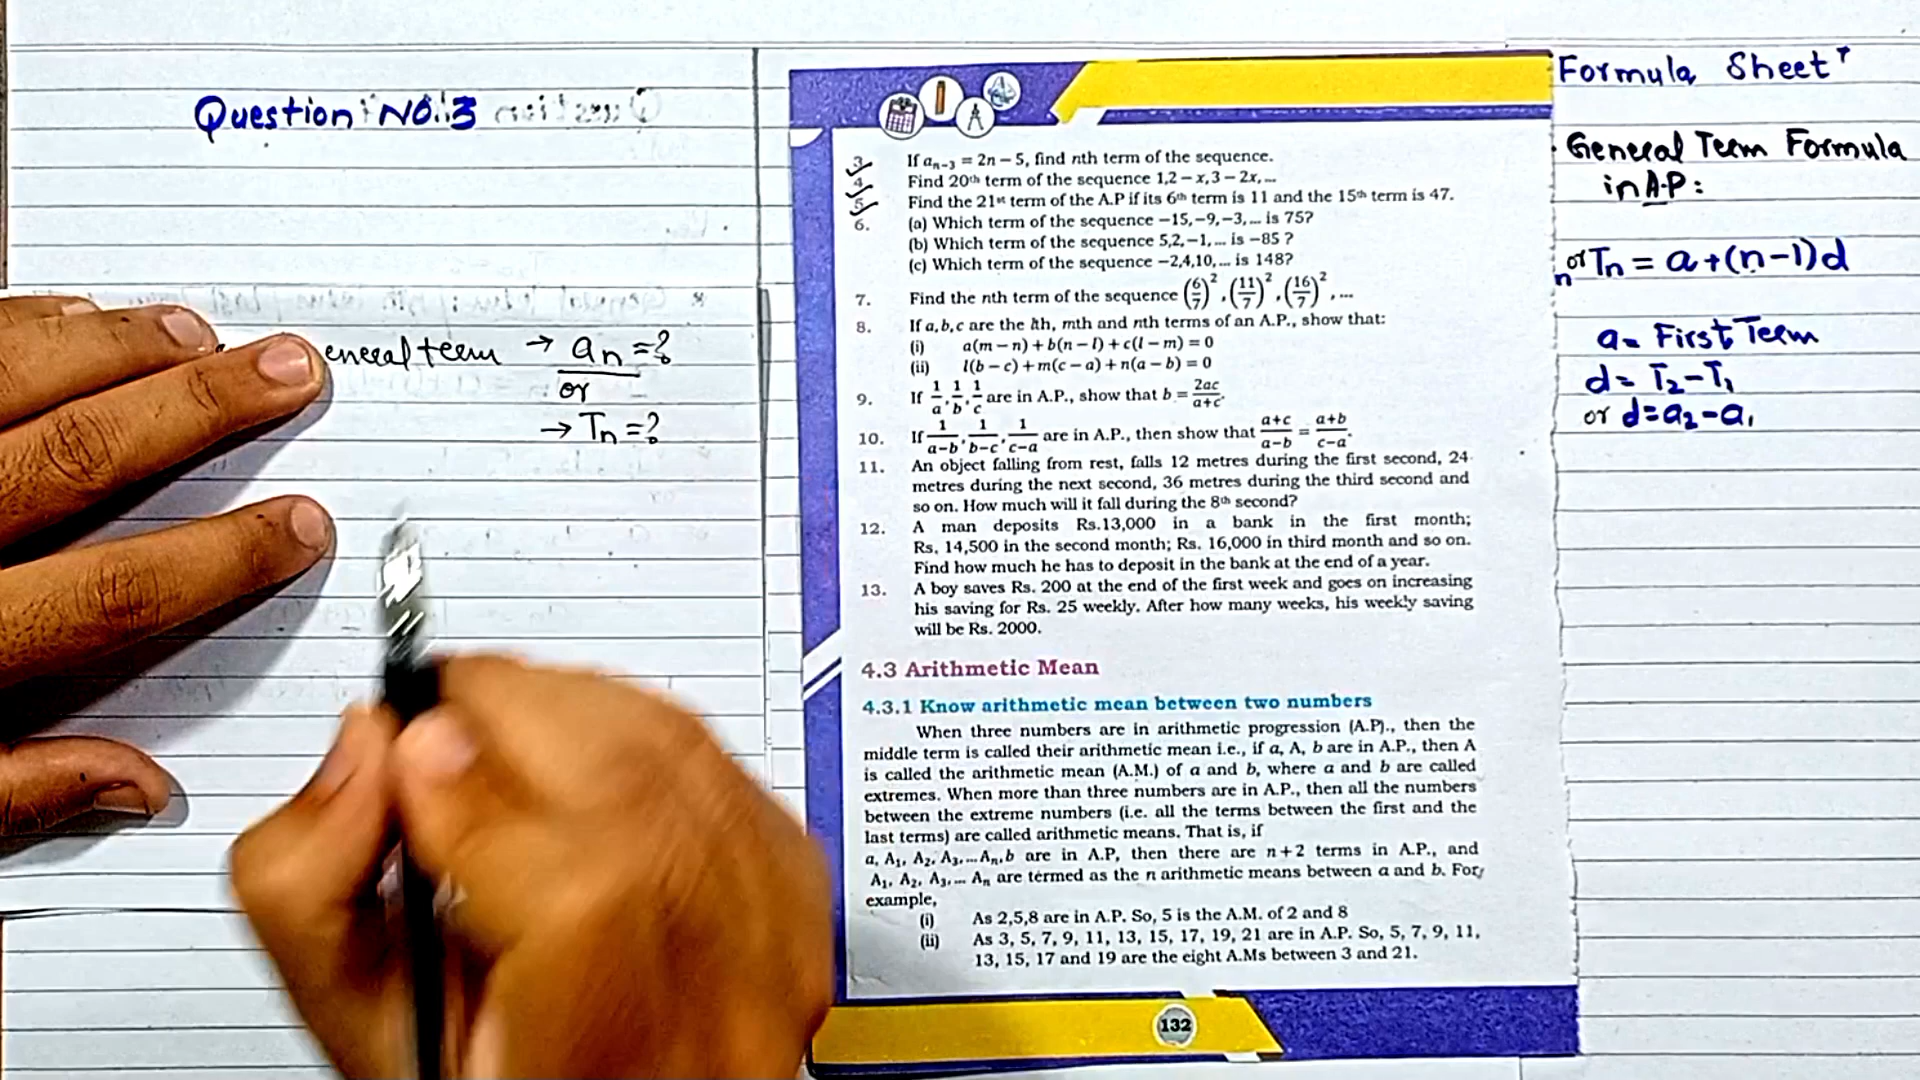 Question No.3
eneral term → an =?
or
→ Tn =?
3. If aₙ₋₃ = 2n − 5, find nth term of the sequence.
4. Find 20th term of the sequence 1,2 − x,3 − 2x, ...
5. Find the 21st term of the A.P if its 6th term is 11 and the 15th term is 47.
6. (a) Which term of the sequence −15,−9,−3,... is 75?
(b) Which term of the sequence 5,2,−1,... is −85 ?
(c) Which term of the sequence −2,4,10,... is 148?
7. Find the nth term of the sequence (6/7)², (11/7)², (16/7)², ...
8. If a,b,c are the lth, mth and nth terms of an A.P., show that:
(i) a(m − n) + b(n − l) + c(l − m) = 0
(ii) l(b − c) + m(c − a) + n(a − b) = 0
9. If 1/a, 1/b, 1/c are in A.P., show that b = 2ac/a+c.
10. If 1/a−b, 1/b−c, 1/c−a are in A.P., then show that a+c/a−b = a+b/c−a.
11. An object falling from rest, falls 12 metres during the first second, 24
metres during the next second, 36 metres during the third second and
so on. How much will it fall during the 8th second?
12. A man deposits Rs.13,000 in a bank in the first month;
Rs. 14,500 in the second month; Rs. 16,000 in third month and so on.
Find how much he has to deposit in the bank at the end of a year.
13. A boy saves Rs. 200 at the end of the first week and goes on increasing
his saving for Rs. 25 weekly. After how many weeks, his weekly saving
will be Rs. 2000.
4.3 Arithmetic Mean
4.3.1 Know arithmetic mean between two numbers
When three numbers are in arithmetic progression (A.P)., then the
middle term is called their arithmetic mean i.e., if a, A, b are in A.P., then A
is called the arithmetic mean (A.M.) of a and b, where a and b are called
extremes. When more than three numbers are in A.P., then all the numbers
between the extreme numbers (i.e. all the terms between the first and the
last terms) are called arithmetic means. That is, if
a, A₁, A₂, A₃,... Aₙ,b are in A.P, then there are n+2 terms in A.P., and
A₁, A₂, A₃,... Aₙ are termed as the n arithmetic means between a and b. For
example,
(i) As 2,5,8 are in A.P. So, 5 is the A.M. of 2 and 8
(ii) As 3, 5, 7, 9, 11, 13, 15, 17, 19, 21 are in A.P. So, 5, 7, 9, 11,
13, 15, 17 and 19 are the eight A.Ms between 3 and 21.
132
Formula Sheet
General Term Formula
in A.P :
n or Tn = a+(n-1)d
a = First Term
d = T₂-T₁
or d=a₂-a₁